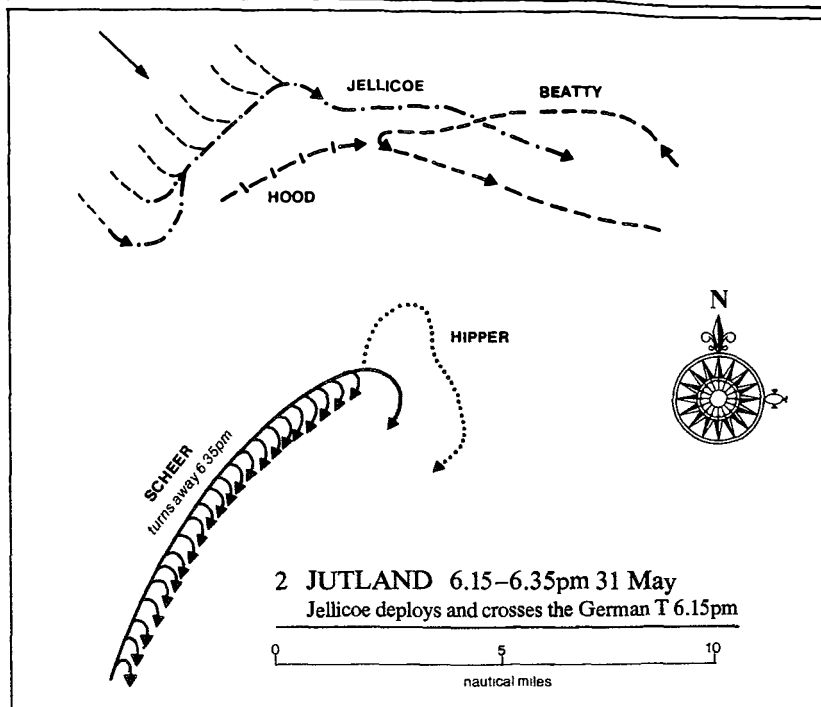 JELLICOE
BEATTY
HOOD
N
HIPPER
SCHEER
turns away 6 35pm
2 JUTLAND 6.15–6.35pm 31 May
Jellicoe deploys and crosses the German T 6.15pm
0 5 10
nautical miles